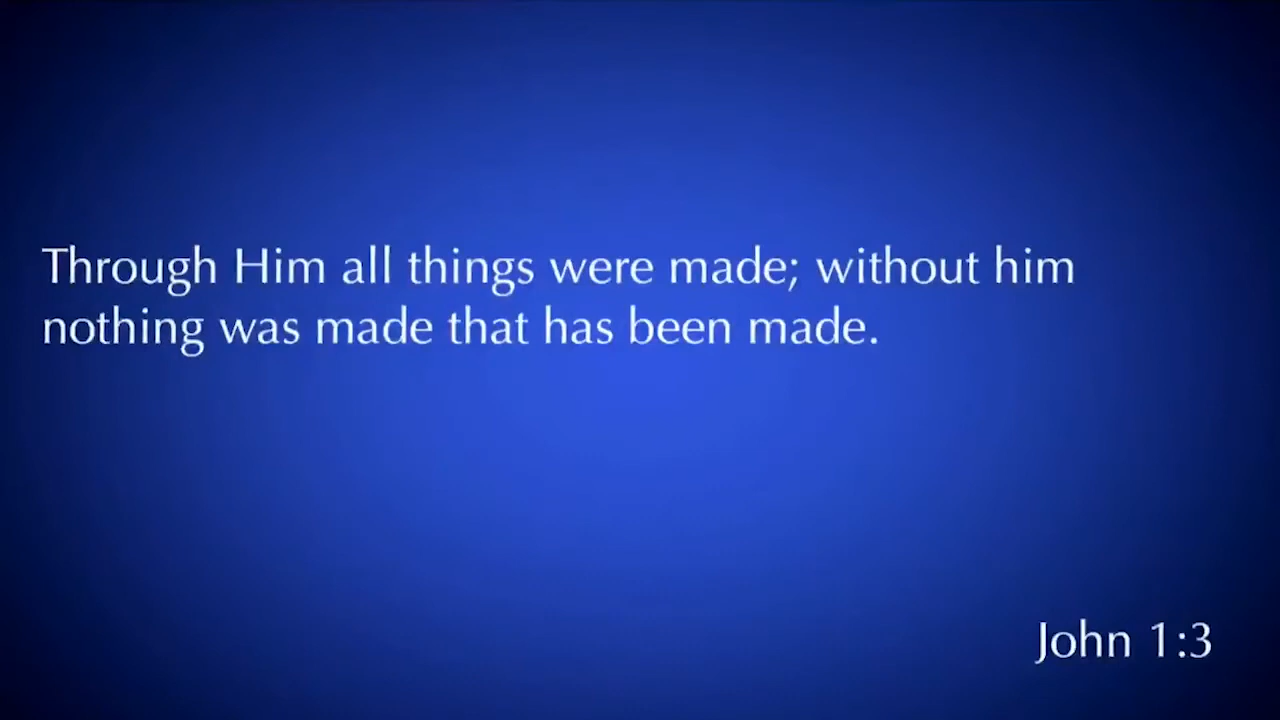 Through Him all things were made; without him
nothing was made that has been made.
John 1:3